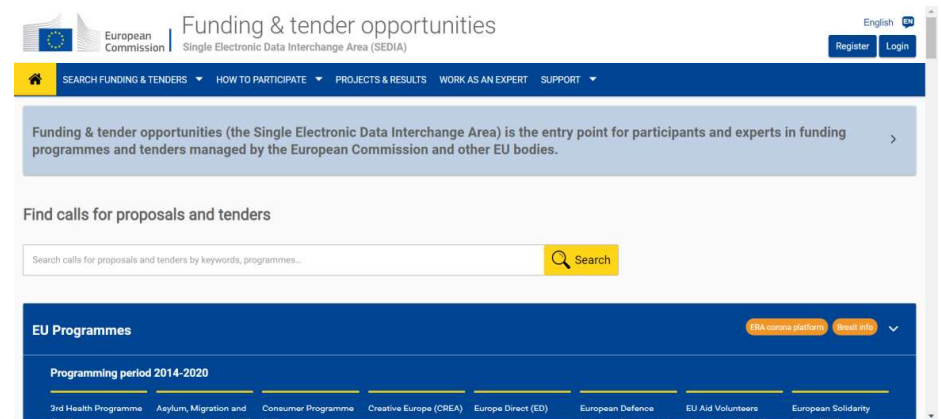 European
Commission
Funding & tender opportunities
Single Electronic Data Interchange Area (SEDIA)
English EN
Register Login
SEARCH FUNDING & TENDERS HOW TO PARTICIPATE PROJECTS & RESULTS WORK AS AN EXPERT SUPPORT
Funding & tender opportunities (the Single Electronic Data Interchange Area) is the entry point for participants and experts in funding
programmes and tenders managed by the European Commission and other EU bodies.
Find calls for proposals and tenders
Search calls for proposals and tenders by keywords, programmes...
Search
EU Programmes
ERA corona platform Brexit info
Programming period 2014-2020
3rd Health Programme Asylum, Migration and Consumer Programme Creative Europe (CREA) Europe Direct (ED) European Defence EU Aid Volunteers European Solidarity